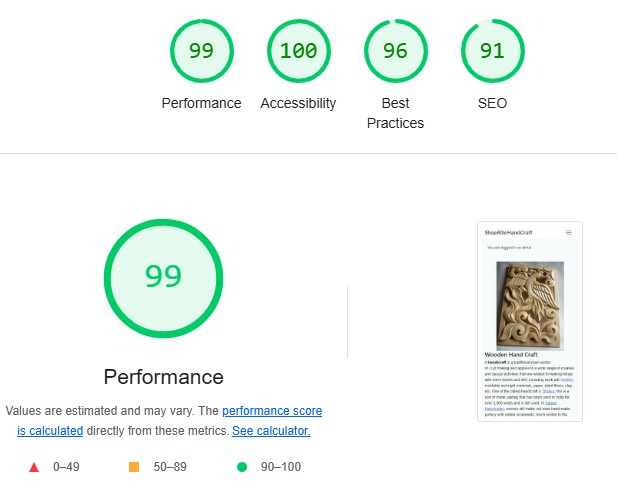 99
100
96
91
Performance
Accessibility
Best
Practices
SEO
99
Performance
Values are estimated and may vary. The performance score
is calculated directly from these metrics. See calculator.
0–49
50–89
90–100
ShopRiteHandCraft
You are logged in as
Wooden Hand Craft
A handicraft is a traditional main sector
of craft making and applies to a wide range of creative
and design activities that are related to making things
with one's hands and skill, including work with textiles,
moldable and rigid materials, paper, plant fibers, clay,
etc. One of the oldest handicraft is Dhokra; this is a
sort of metal casting that has been used in India for
over 3,000 years and is still used. In
women still make red ware hand-made
pottery with slotted ornaments, much similar to the